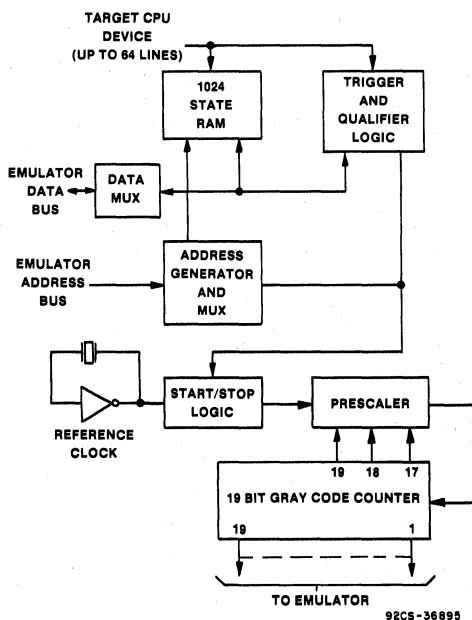 TARGET CPU
DEVICE
(UP TO 64 LINES)
1024
STATE
RAM
TRIGGER
AND
QUALIFIER
LOGIC
EMULATOR
DATA
BUS
DATA
MUX
EMULATOR
ADDRESS
BUS
ADDRESS
GENERATOR
AND
MUX
REFERENCE
CLOCK
START/STOP
LOGIC
PRESCALER
19 18 17
19 BIT GRAY CODE COUNTER
19 1
TO EMULATOR
92CS-36895